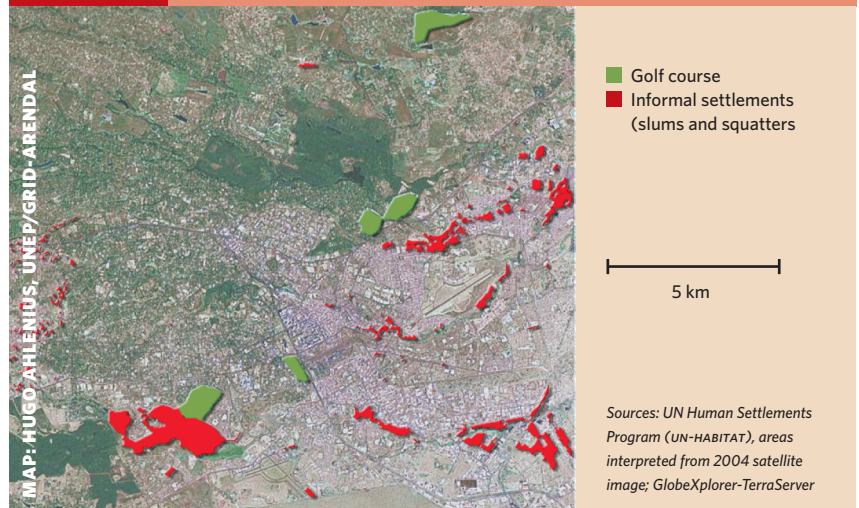 MAP: HUGO AHLENIUS, UNEP/GRID-ARENDAL
Golf course
Informal settlements
(slums and squatters
5 km
Sources: UN Human Settlements
Program (UN-HABITAT), areas
interpreted from 2004 satellite
image; GlobeXplorer-TerraServer